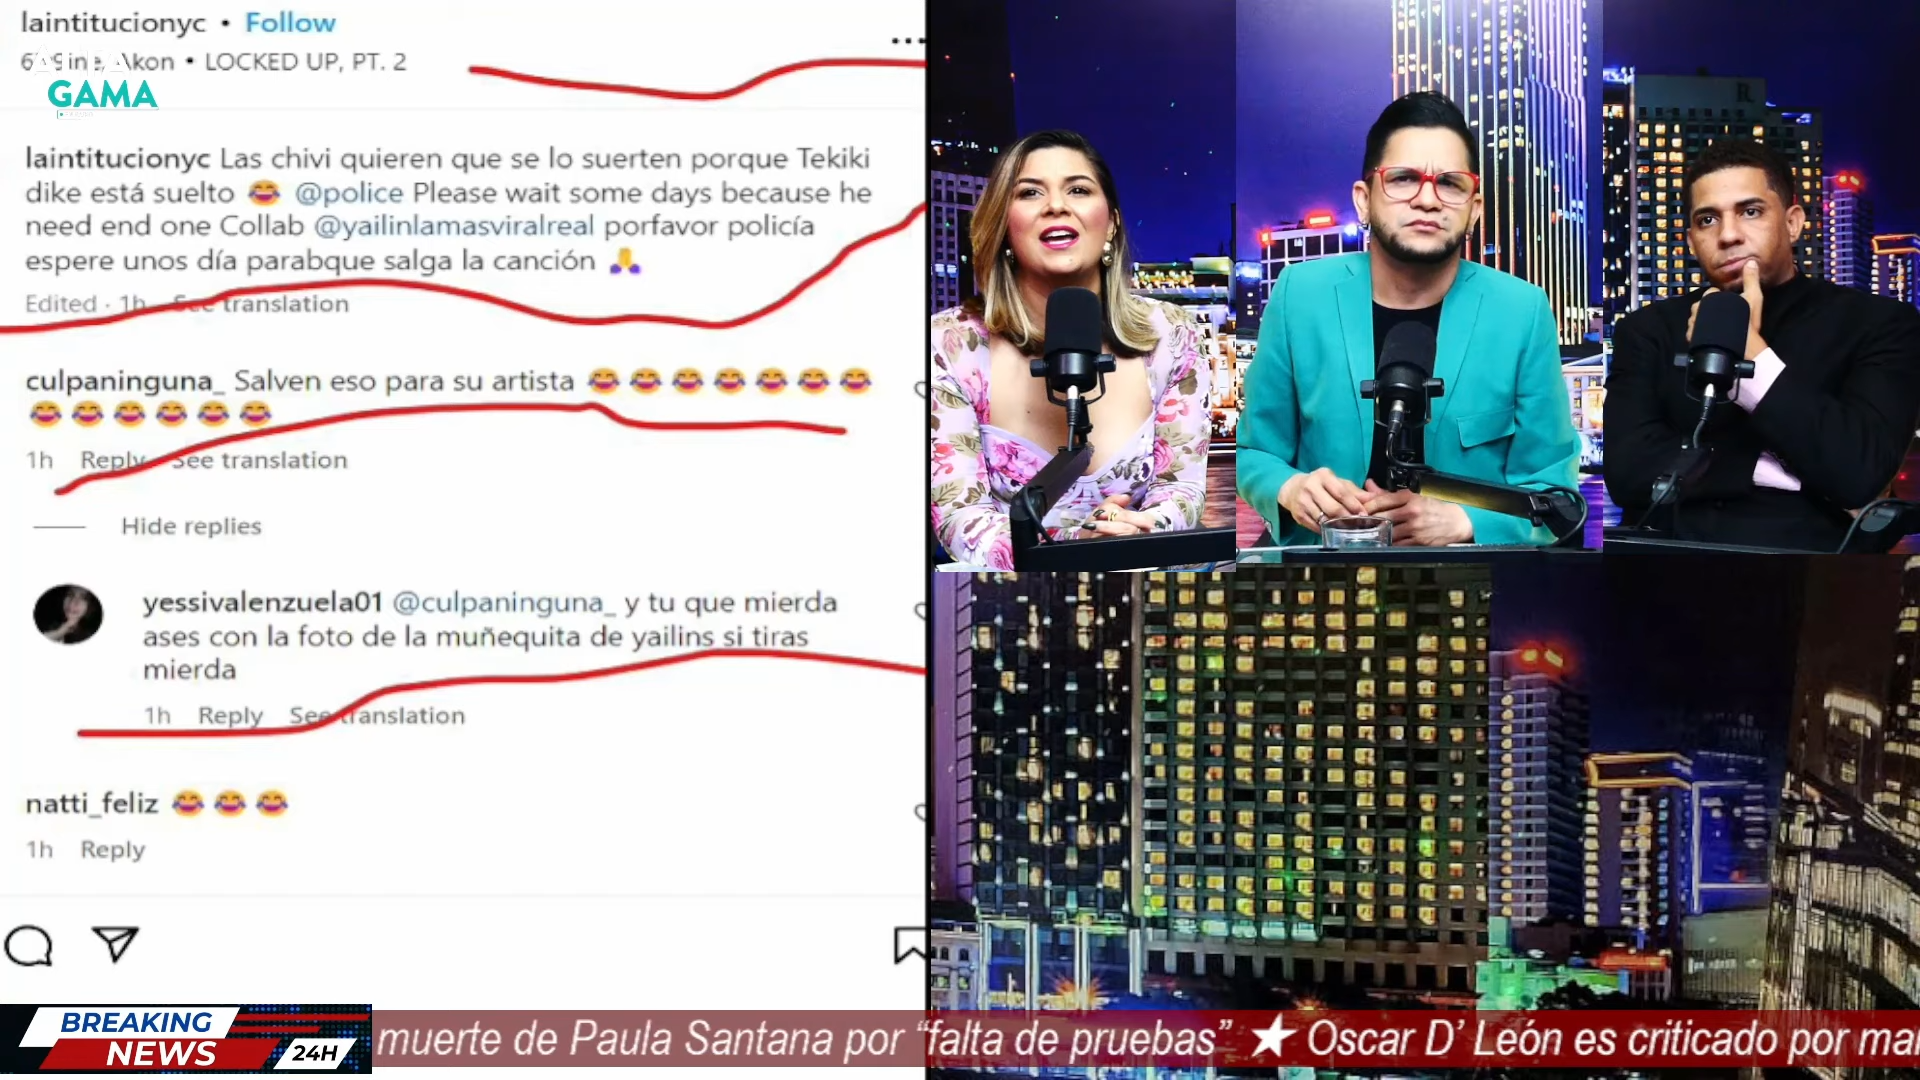 laintitucionyc • Follow
Akon • LOCKED UP, PT. 2
GAMA
laintitucionyc Las chivi quieren que se lo suerten porque Tekiki
dike está suelto 😂 @police Please wait some days because he
need end one Collab @yailinlamasviralreal porfavor policía
espere unos día parabque salga la canción 🙏
Edited · 1h See translation
culpaninguna_ Salven eso para su artista 😂😂😂😂😂😂😂
😂😂😂😂😂😂
1h Reply See translation
Hide replies
yessivalenzuela01 @culpaninguna_ y tu que mierda
ases con la foto de la muñequita de yailins si tiras
mierda
1h Reply See translation
natti_feliz 😂😂😂
1h Reply
BREAKING
NEWS 24H
muerte de Paula Santana por “falta de pruebas” ★ Oscar D’ León es criticado por